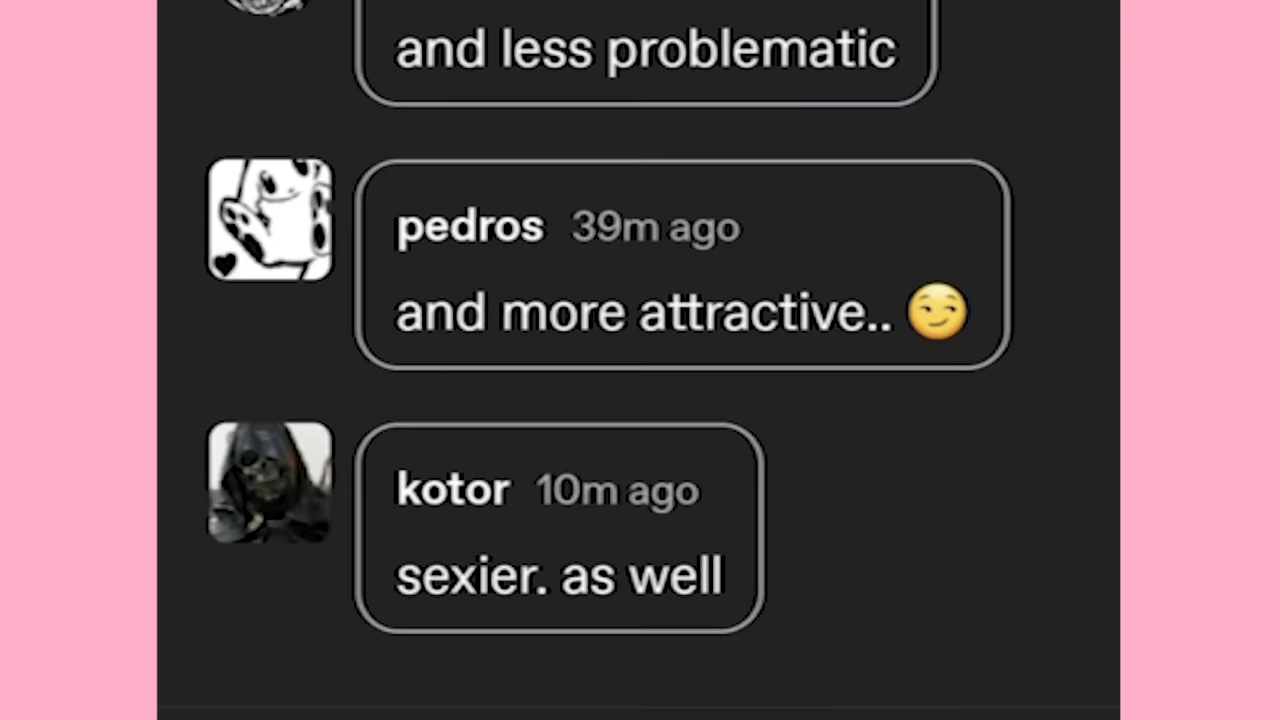 and less problematic
pedros 39m ago
and more attractive.. 😏
kotor 10m ago
sexier. as well